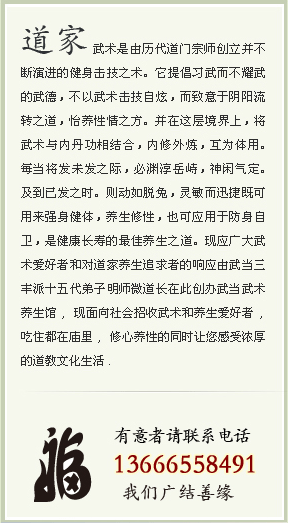 道家 武术是由历代道门宗师创立并不
断演进的健身击技之术。它提倡习武而不耀武
的武德，不以武术击技自炫，而致意于阴阳流
转之道，怡养性情之方。并在这层境界上，将
武术与内丹功相结合，内修外炼，互为体用。
每当将发未发之际，必渊渟岳峙，神闲气定。
及到已发之时。则动如脱兔，灵敏而迅捷既可
用来强身健体，养生修性，也可应用于防身自
卫，是健康长寿的最佳养生之道。现应广大武
术爱好者和对道家养生追求者的响应由武当三
丰派十五代弟子明师微道长在此创办武当武术
养生馆 ，现面向社会招收武术和养生爱好者，
吃住都在庙里， 修心养性的同时让您感受浓厚
的道教文化生活 .
福
有意者请联系电话
13666558491
我们广结善缘